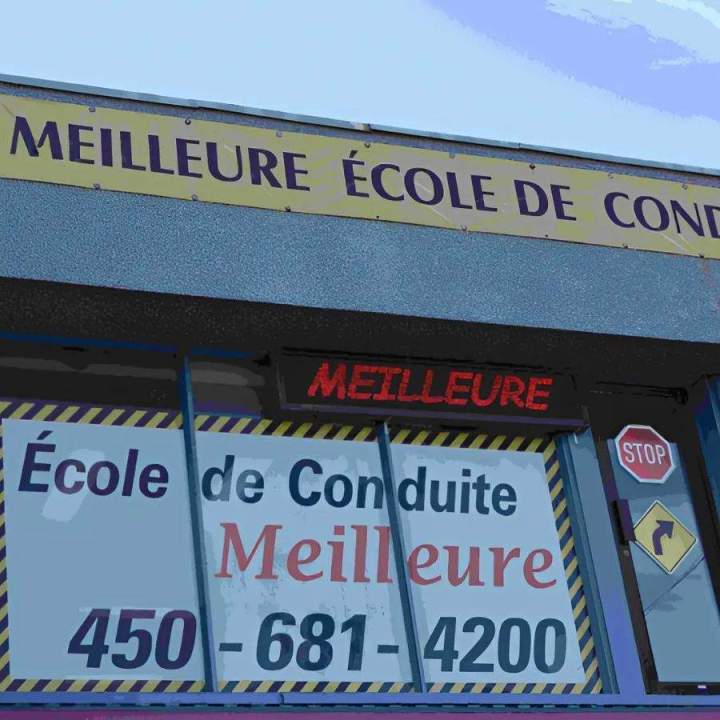 MEILLEURE ÉCOLE DE COND
MEILLEURE
École de Conduite
Meilleure
450-681-4200
STOP